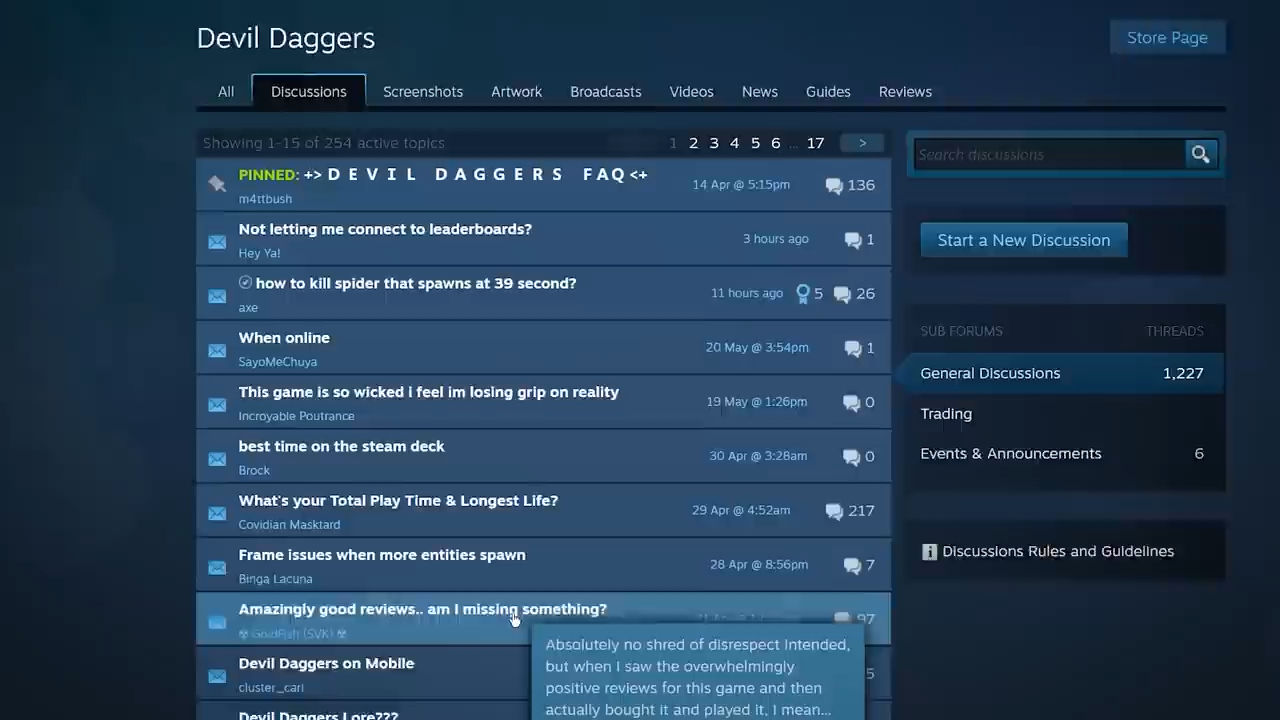 Devil Daggers
Store Page
All Discussions Screenshots Artwork Broadcasts Videos News Guides Reviews
Showing 1-15 of 254 active topics 1 2 3 4 5 6 ... 17 >
Search discussions
PINNED: +> D E V I L D A G G E R S F A Q <+ 14 Apr @ 5:15pm 136
m4ttbush
Not letting me connect to leaderboards? 3 hours ago 1
Hey Ya!
Start a New Discussion
how to kill spider that spawns at 39 second? 11 hours ago 5 26
axe
SUB FORUMS THREADS
When online 20 May @ 3:54pm 1
SayoMeChuya
General Discussions 1,227
This game is so wicked i feel im losing grip on reality 19 May @ 1:26pm 0
Incroyable Poutrance
Trading
best time on the steam deck 30 Apr @ 3:28am 0
Brock
Events & Announcements 6
What's your Total Play Time & Longest Life? 29 Apr @ 4:52am 217
Covidian Masktard
Frame issues when more entities spawn 28 Apr @ 8:56pm 7
Binga Lacuna
Discussions Rules and Guidelines
Amazingly good reviews.. am I missing something? 97
☢ GoldFish (SVK) ☢
Absolutely no shred of disrespect intended,
but when I saw the overwhelmingly
positive reviews for this game and then
actually bought it and played it, I mean...
Devil Daggers on Mobile 5
cluster_carl
Devil Daggers Lore???